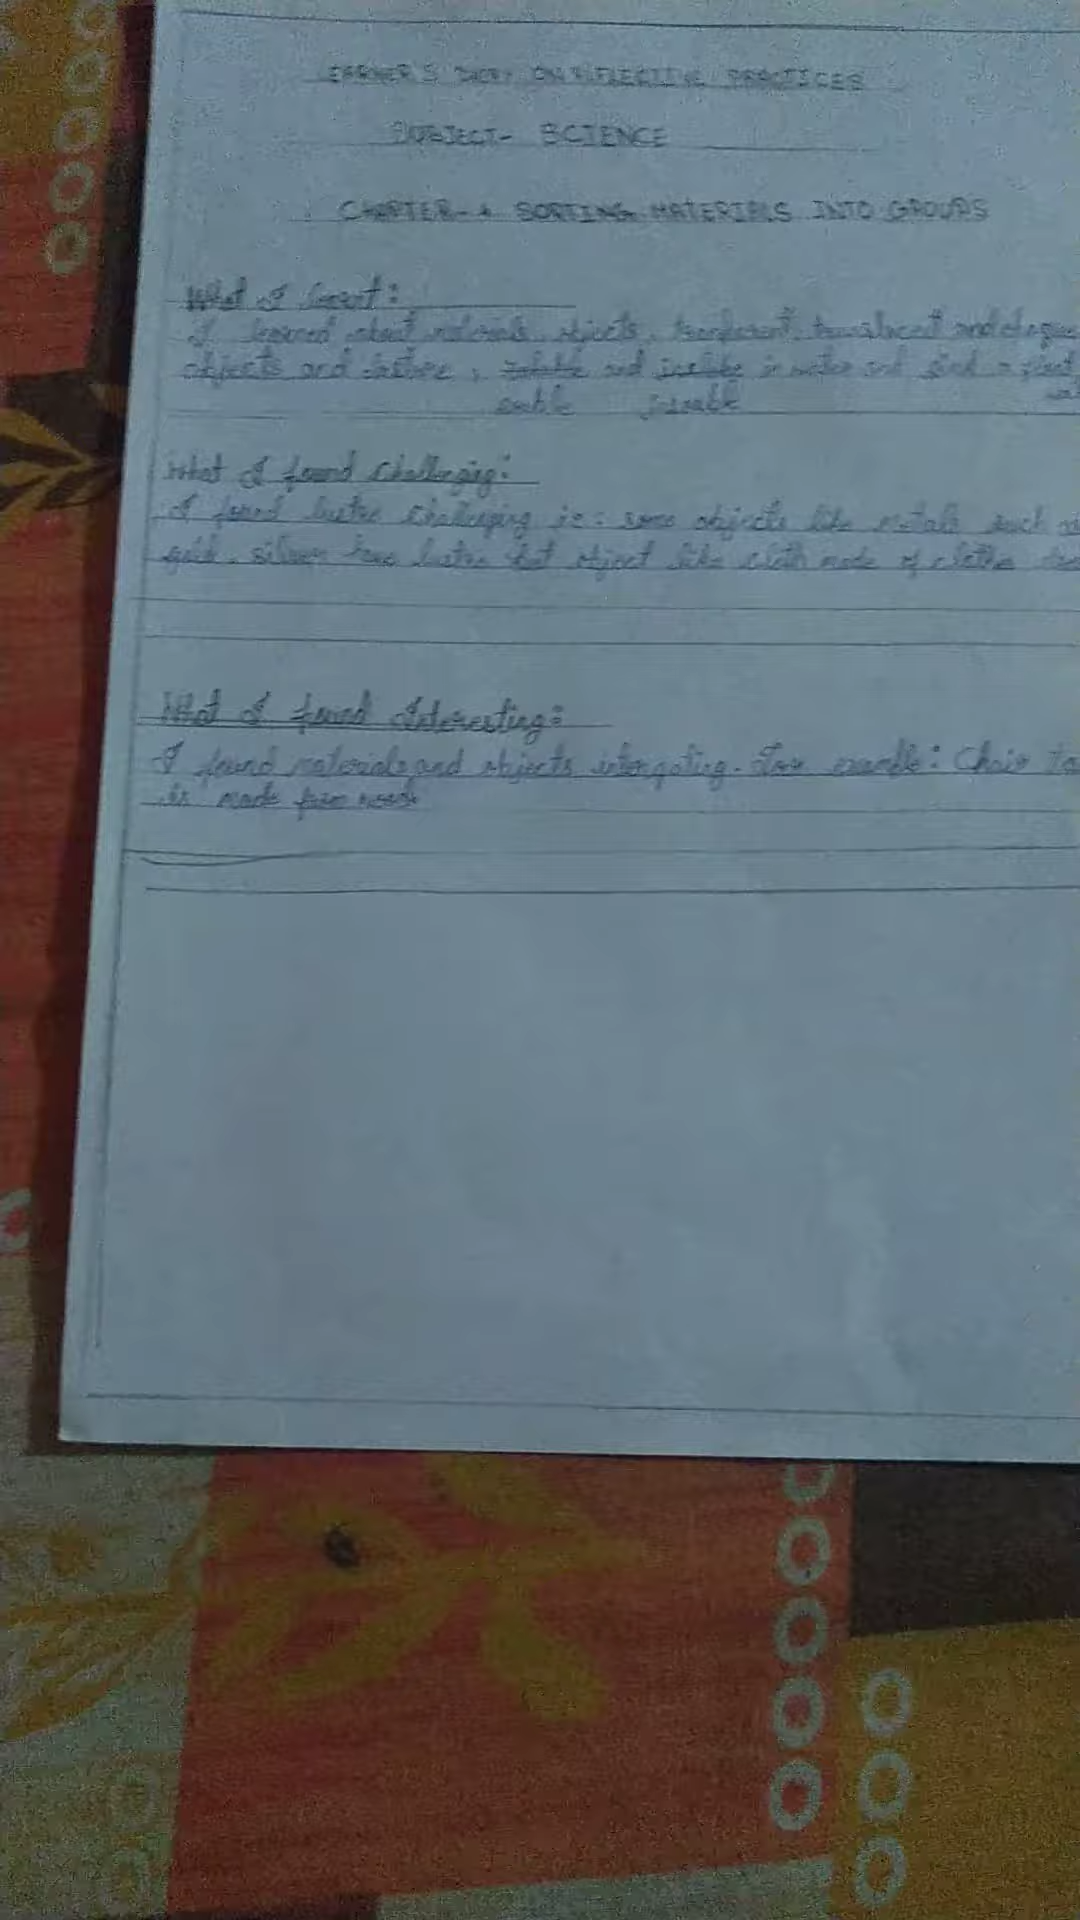 LEARNER'S DIARY ON REFLECTIVE PRACTICES
SUBJECT- SCIENCE
CHAPTER-4 SORTING MATERIALS INTO GROUPS
What I learnt:
I learned about materials, objects, transparent, translucent and opaque
objects and lustre, and in water and sink
What I found Challenging:
I found lustre Challenging is: some objects like metals such as
gold, silver have lustre but object like cloth made of clothes
What I found Interesting:
I found materials and objects For example: Chair
is made from wood